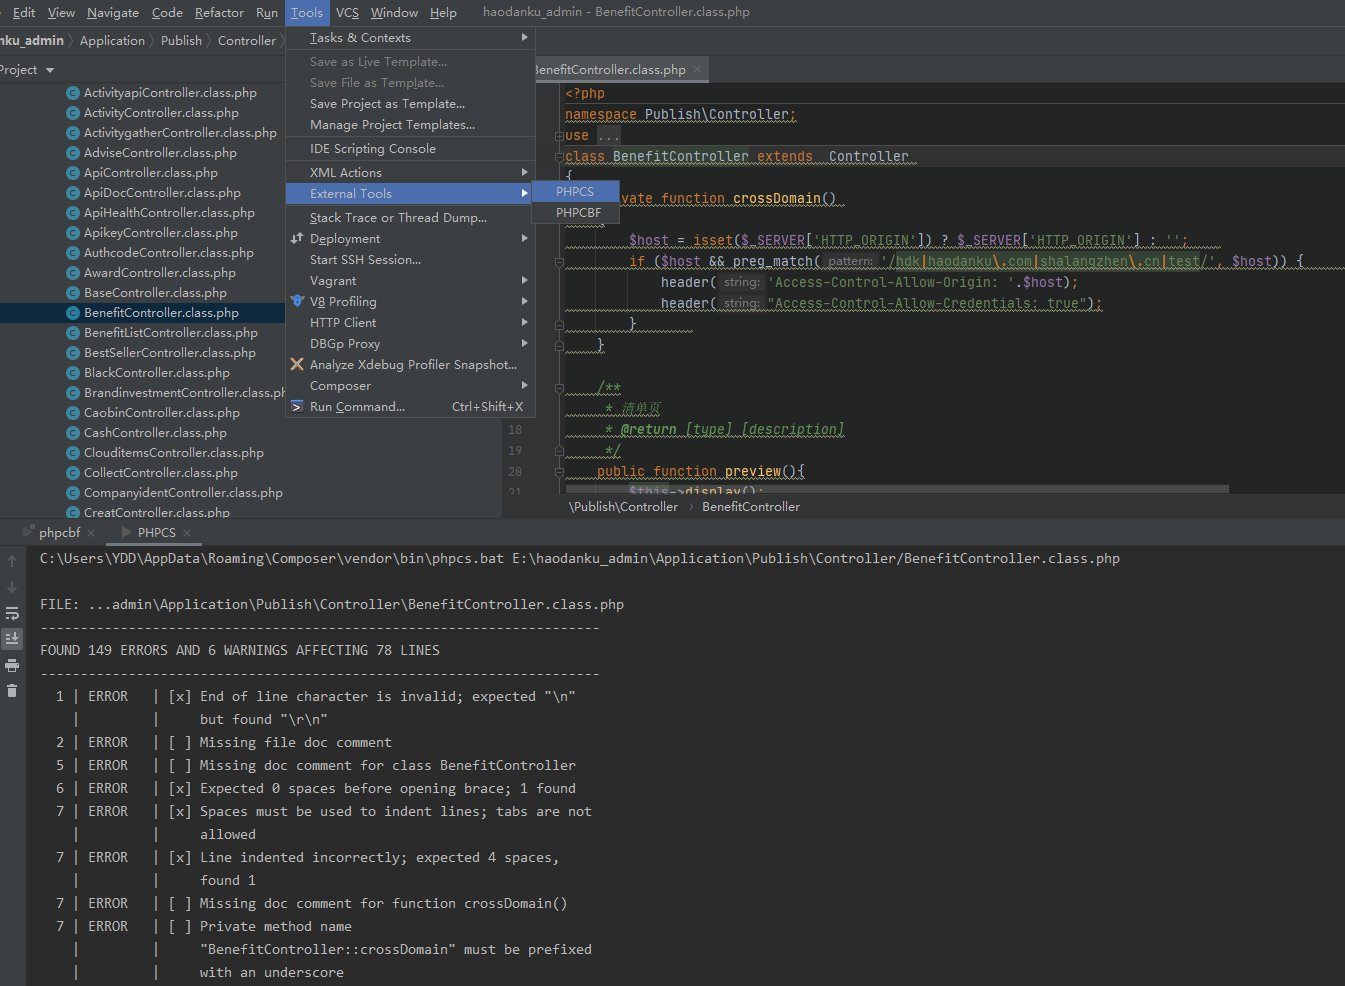 Edit View Navigate Code Refactor Run Tools VCS Window Help haodanku_admin - BenefitController.class.php
nku_admin Application Publish Controller
Project
ActivityapiController.class.php
ActivityController.class.php
ActivitygatherController.class.php
AdviseController.class.php
ApiController.class.php
ApiDocController.class.php
ApiHealthController.class.php
ApikeyController.class.php
AuthcodeController.class.php
AwardController.class.php
BaseController.class.php
BenefitController.class.php
BenefitListController.class.php
BestSellerController.class.php
BlackController.class.php
BrandinvestmentController.class.ph
CaobinController.class.php
CashController.class.php
ClouditemsController.class.php
CollectController.class.php
CompanyidentController.class.php
CreatController.class.php
Tasks & Contexts
Save as Live Template...
Save File as Template...
Save Project as Template...
Manage Project Templates...
IDE Scripting Console
XML Actions
External Tools
Stack Trace or Thread Dump...
Deployment
Start SSH Session...
Vagrant
V8 Profiling
HTTP Client
DBGp Proxy
Analyze Xdebug Profiler Snapshot...
Composer
Run Command... Ctrl+Shift+X
PHPCS
PHPCBF
BenefitController.class.php
<?php
namespace Publish\Controller;
use ...
class BenefitController extends Controller
{
vate function crossDomain()
$host = isset($_SERVER['HTTP_ORIGIN']) ? $_SERVER['HTTP_ORIGIN'] : '';
if ($host && preg_match( pattern: '/hdk|haodanku\.com|shalangzhen\.cn|test/', $host)) {
header( string: 'Access-Control-Allow-Origin: '.$host);
header( string: "Access-Control-Allow-Credentials: true");
}
}
/**
* 清单页
18 * @return [type] [description]
19 */
20 public function preview(){
21 $this->display();
\Publish\Controller BenefitController
phpcbf PHPCS
C:\Users\YDD\AppData\Roaming\Composer\vendor\bin\phpcs.bat E:\haodanku_admin\Application\Publish\Controller/BenefitController.class.php
FILE: ...admin\Application\Publish\Controller\BenefitController.class.php
----------------------------------------------------------------------
FOUND 149 ERRORS AND 6 WARNINGS AFFECTING 78 LINES
----------------------------------------------------------------------
1 | ERROR | [x] End of line character is invalid; expected "\n"
| | but found "\r\n"
2 | ERROR | [ ] Missing file doc comment
5 | ERROR | [ ] Missing doc comment for class BenefitController
6 | ERROR | [x] Expected 0 spaces before opening brace; 1 found
7 | ERROR | [x] Spaces must be used to indent lines; tabs are not
| | allowed
7 | ERROR | [x] Line indented incorrectly; expected 4 spaces,
| | found 1
7 | ERROR | [ ] Missing doc comment for function crossDomain()
7 | ERROR | [ ] Private method name
| | "BenefitController::crossDomain" must be prefixed
| | with an underscore